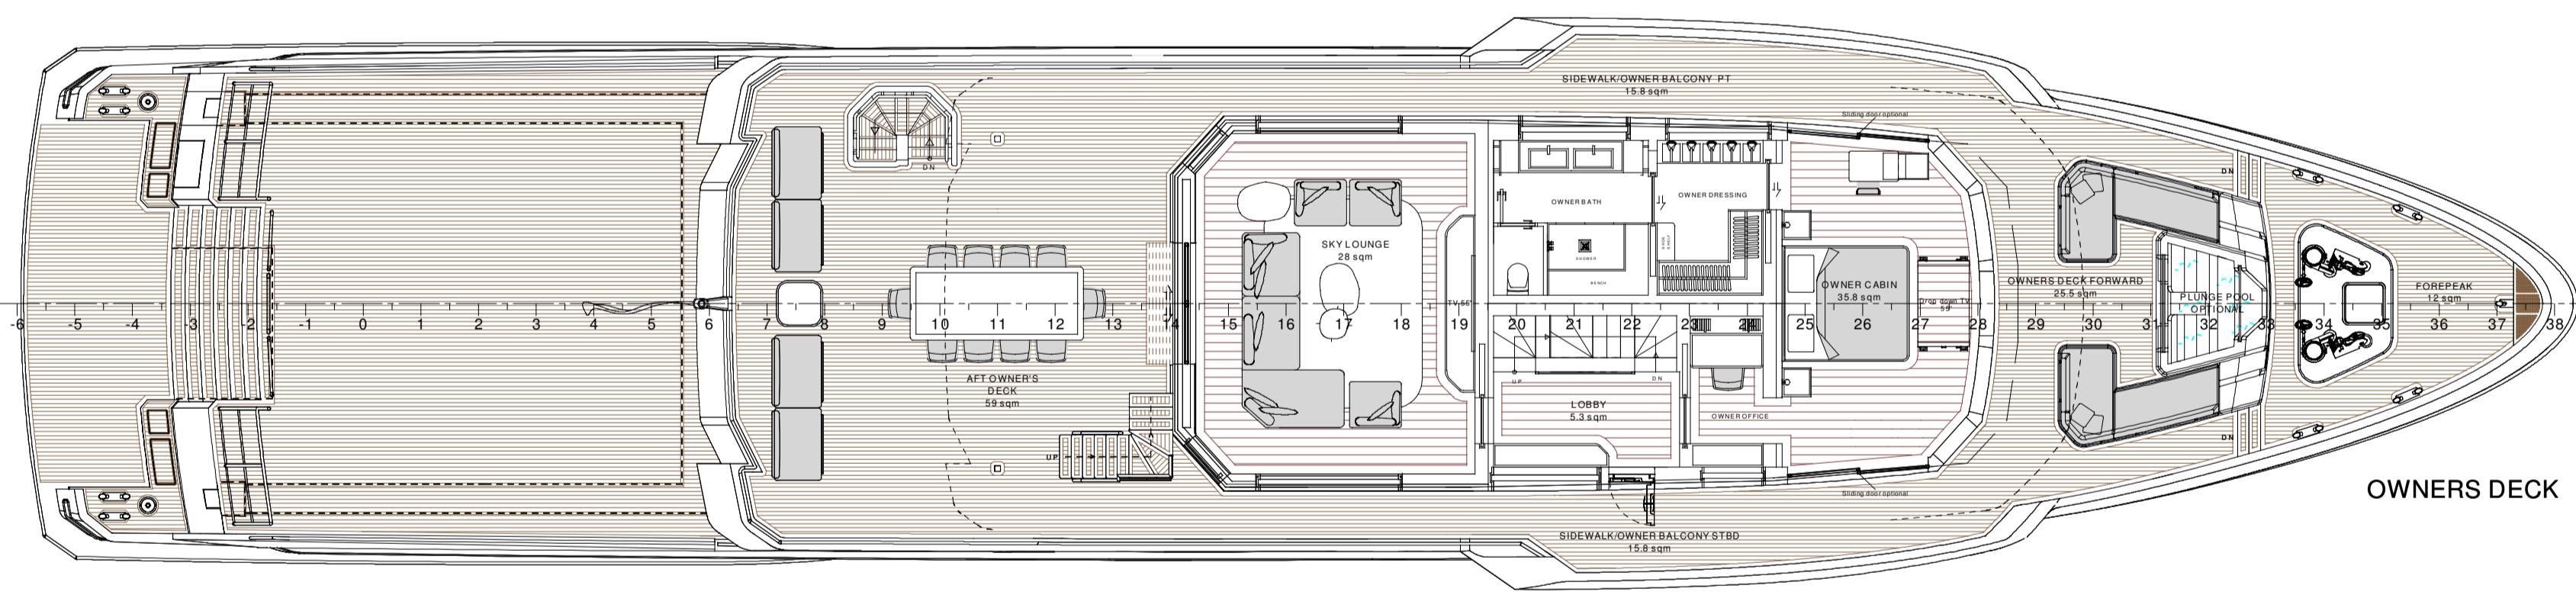 SIDEWALK/OWNER BALCONY PT
15.8 sqm
Sliding door optional
DN
DN
OWNER BATH
OWNER DRESSING
SKY LOUNGE
28 sqm
SHOWER
BENCH
OWNER CABIN
35.8 sqm
OWNERS DECK FORWARD
25.5 sqm
PLUNGE POOL
OPTIONAL
FOREPEAK
12 sqm
TV 56"
Drop down TV
55"
-6 -5 -4 -3 -2 -1 0 1 2 3 4 5 6 7 8 9 10 11 12 13 14 15 16 17 18 19 20 21 22 23 24 25 26 27 28 29 30 31 32 33 34 35 36 37 38
AFT OWNER'S
DECK
59 sqm
UP
DN
LOBBY
5.3 sqm
OWNER OFFICE
UP
DN
Sliding door optional
OWNERS DECK
SIDEWALK/OWNER BALCONY STBD
15.8 sqm